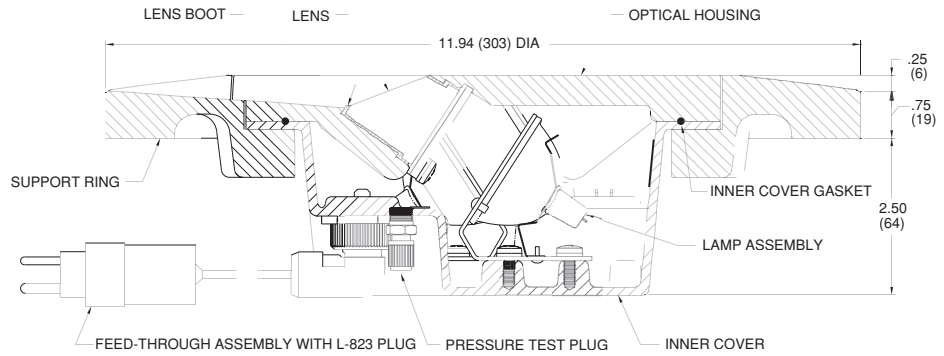 LENS BOOT
LENS
OPTICAL HOUSING
11.94 (303) DIA
.25
(6)
.75
(19)
SUPPORT RING
INNER COVER GASKET
2.50
(64)
LAMP ASSEMBLY
FEED-THROUGH ASSEMBLY WITH L-823 PLUG
PRESSURE TEST PLUG
INNER COVER